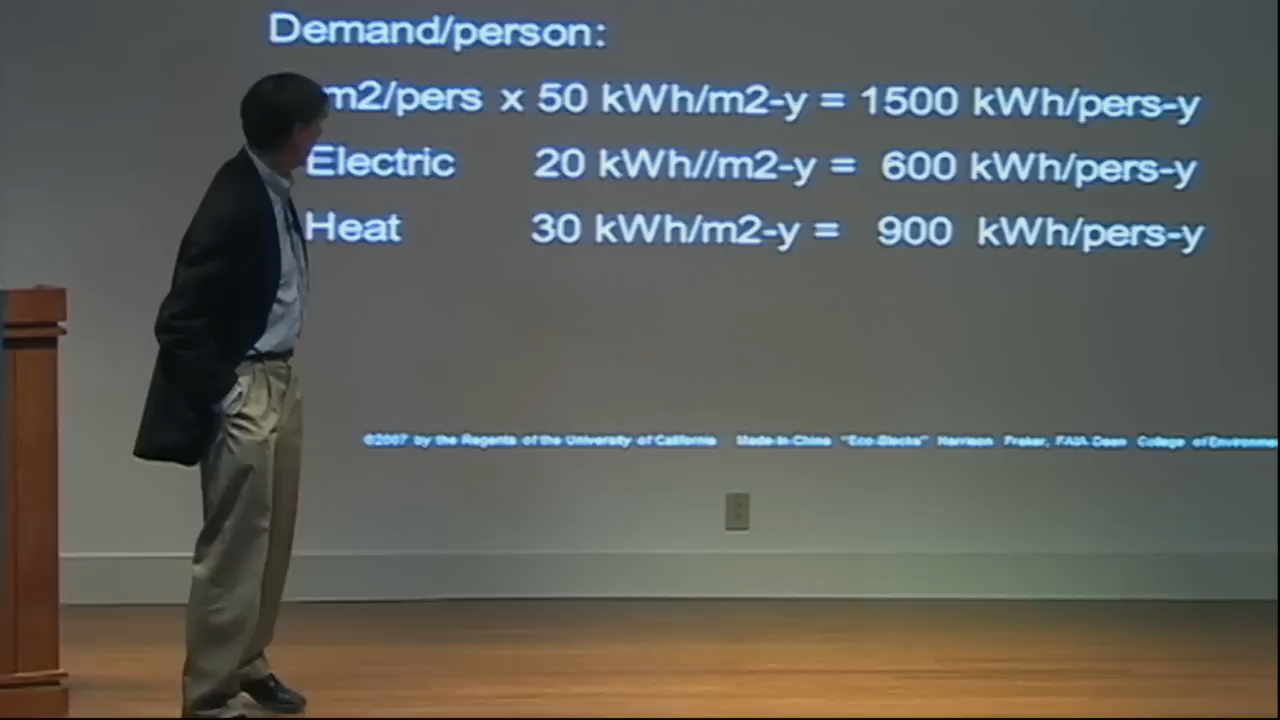 Demand/person:
m2/pers x 50 kWh/m2-y = 1500 kWh/pers-y
Electric 20 kWh//m2-y = 600 kWh/pers-y
Heat 30 kWh/m2-y = 900 kWh/pers-y
©2007 by the Regents of the University of California Made-In-China "Eco-Blocks" Harrison Fraker, FAIA Dean College of Environme